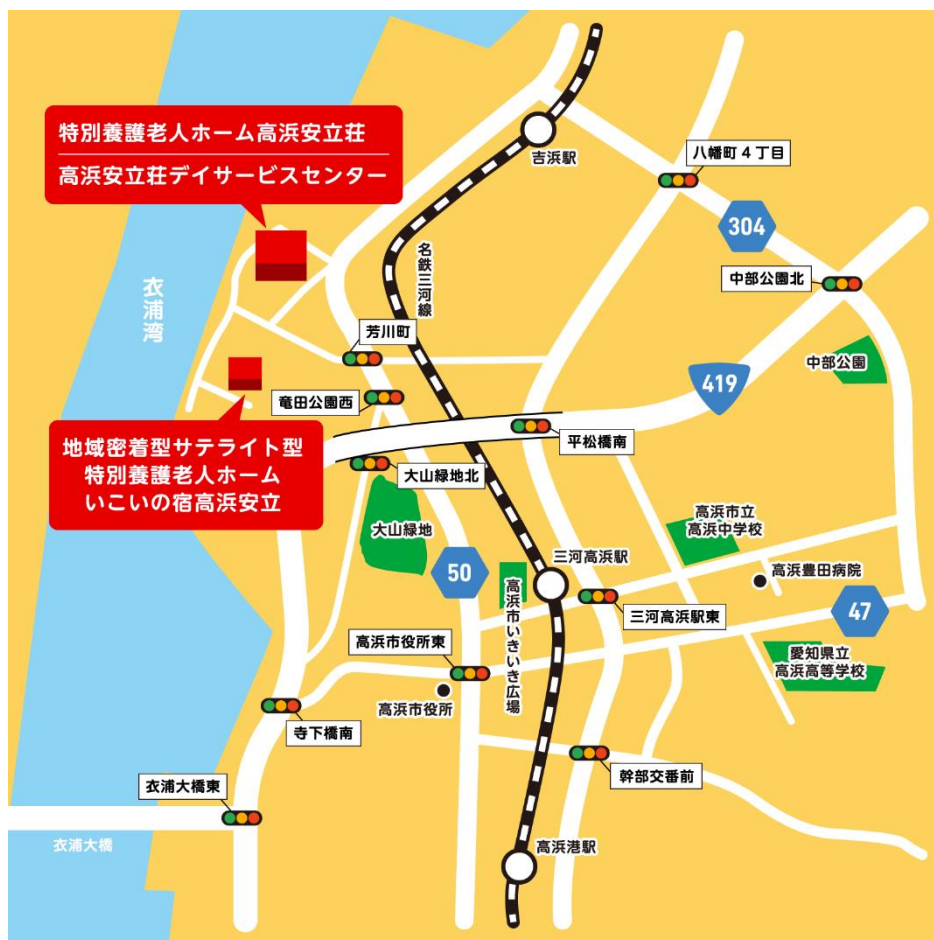 特別養護老人ホーム高浜安立荘
高浜安立荘デイサービスセンター
吉浜駅
八幡町4丁目
304
中部公園北
衣浦湾
名鉄三河線
芳川町
中部公園
419
竜田公園西
平松橋南
地域密着型サテライト型
特別養護老人ホーム
いこいの宿高浜安立
大山緑地北
大山緑地
高浜市立
高浜中学校
三河高浜駅
高浜豊田病院
50
高浜市いきいき広場
三河高浜駅東
47
高浜市役所東
愛知県立
高浜高等学校
高浜市役所
寺下橋南
幹部交番前
衣浦大橋東
衣浦大橋
高浜港駅